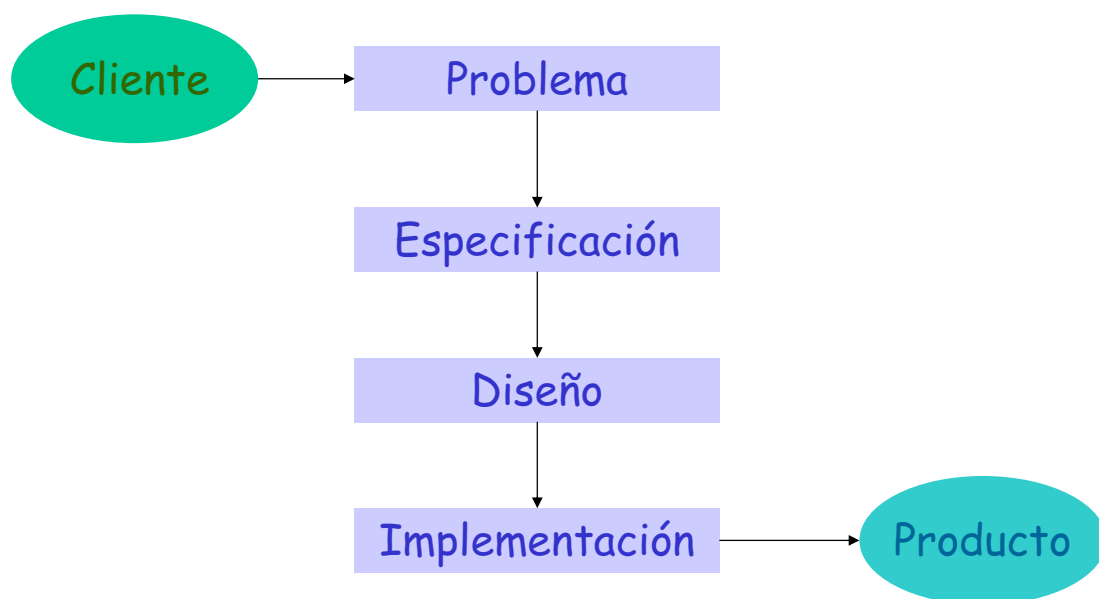 Cliente
Problema
Especificación
Diseño
Implementación
Producto